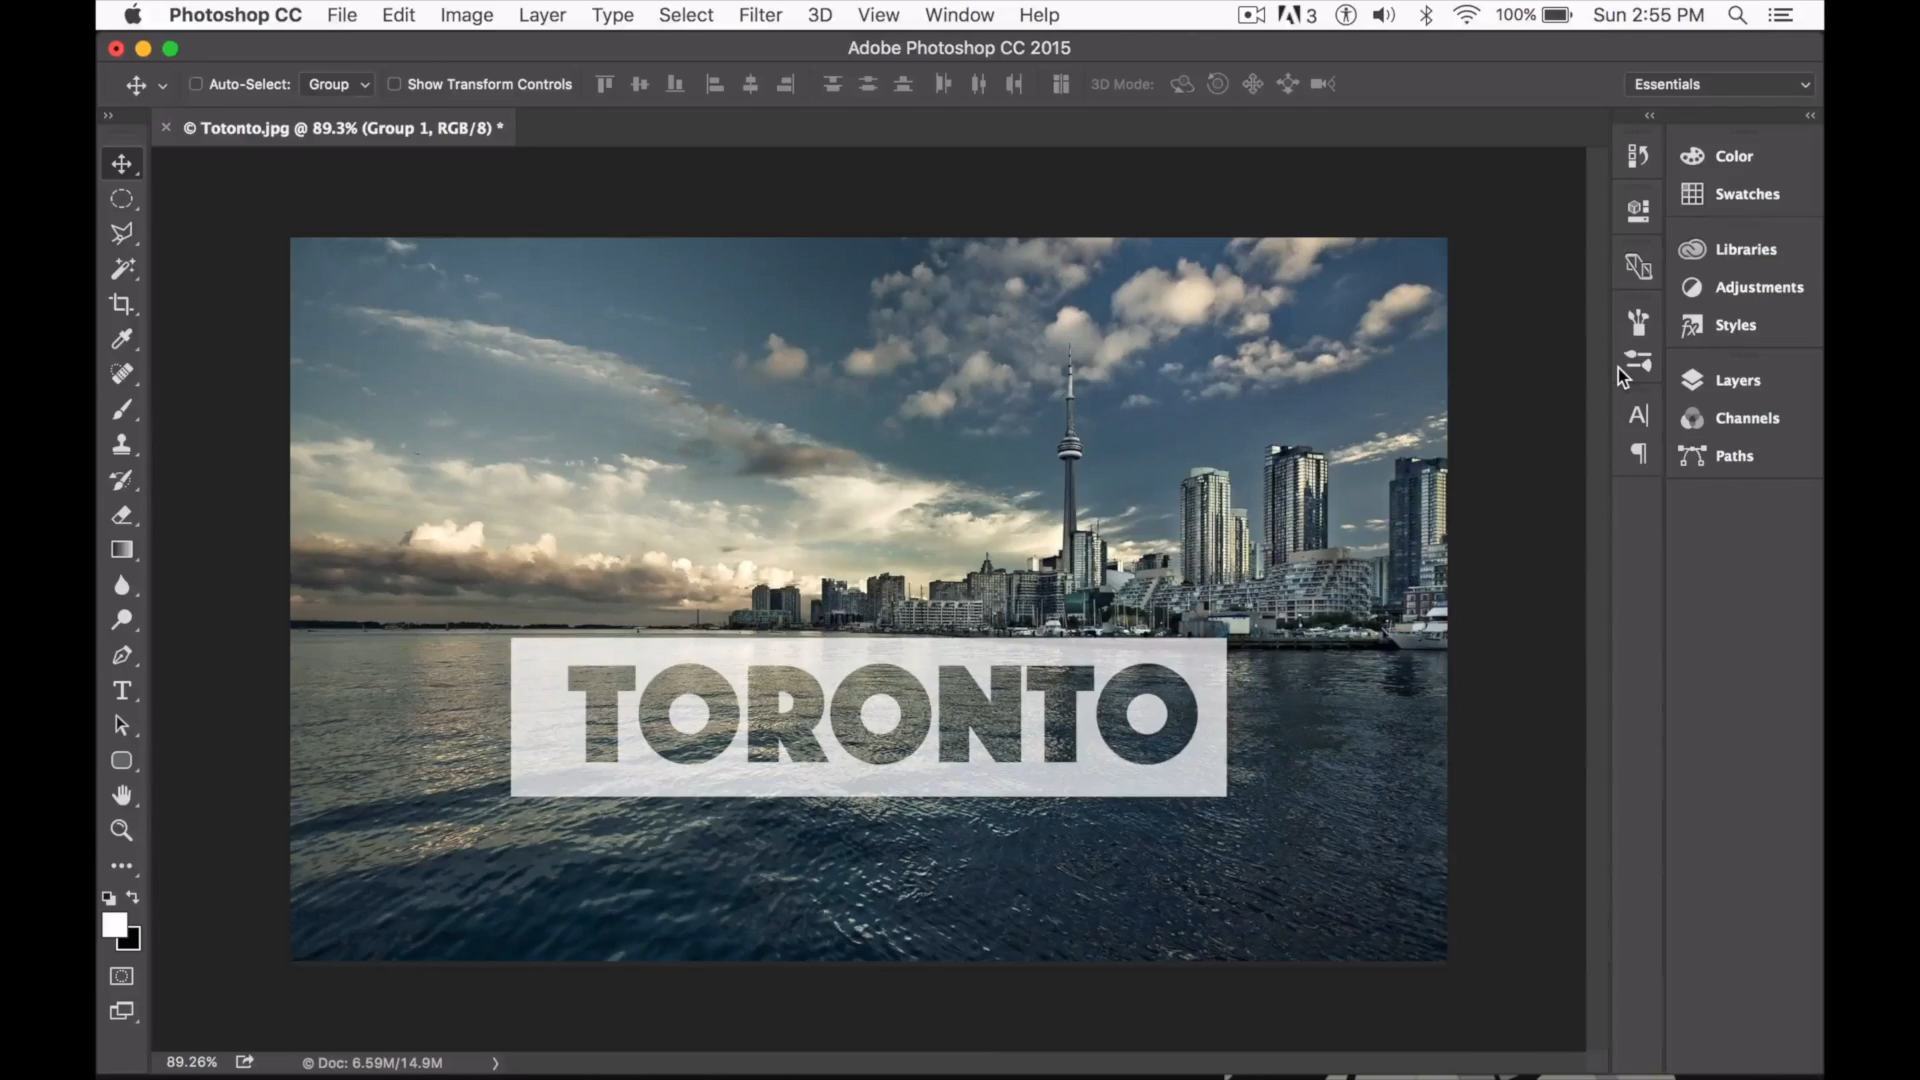 Photoshop CC File Edit Image Layer Type Select Filter 3D View Window Help 3 100% Sun 2:55 PM
Adobe Photoshop CC 2015
Auto-Select: Group Show Transform Controls 3D Mode: Essentials
© Totonto.jpg @ 89.3% (Group 1, RGB/8) *
Color
Swatches
Libraries
Adjustments
Styles
Layers
Channels
Paths
TORONTO
89.26% © Doc: 6.59M/14.9M